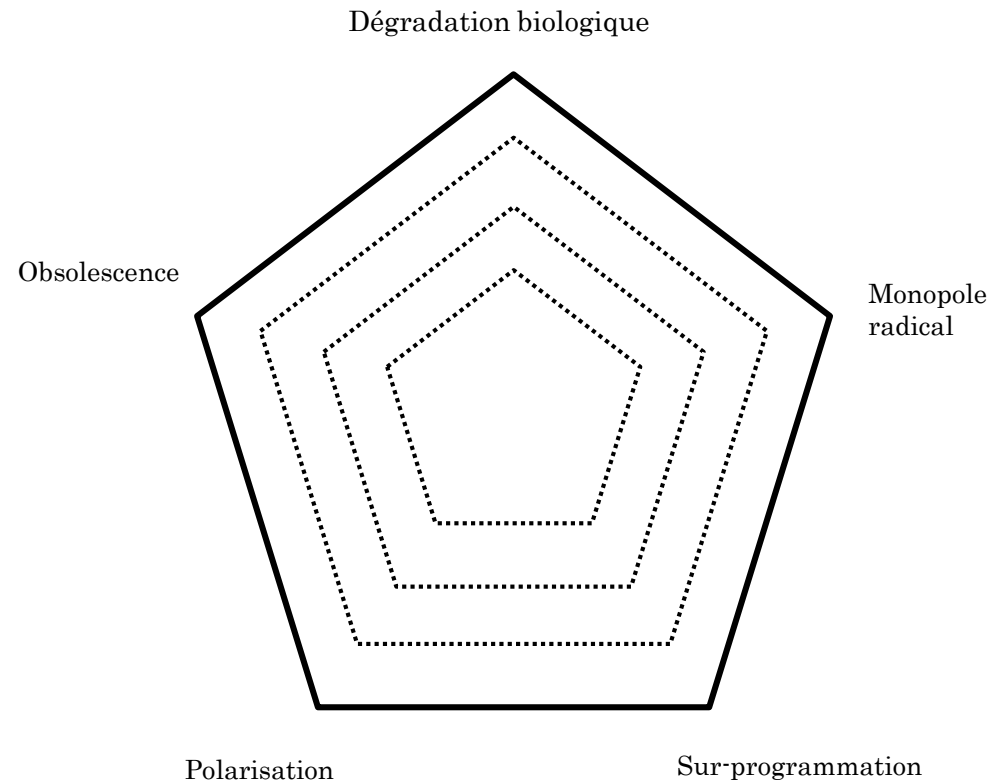 Dégradation biologique
Obsolescence
Monopole
radical
Polarisation
Sur-programmation